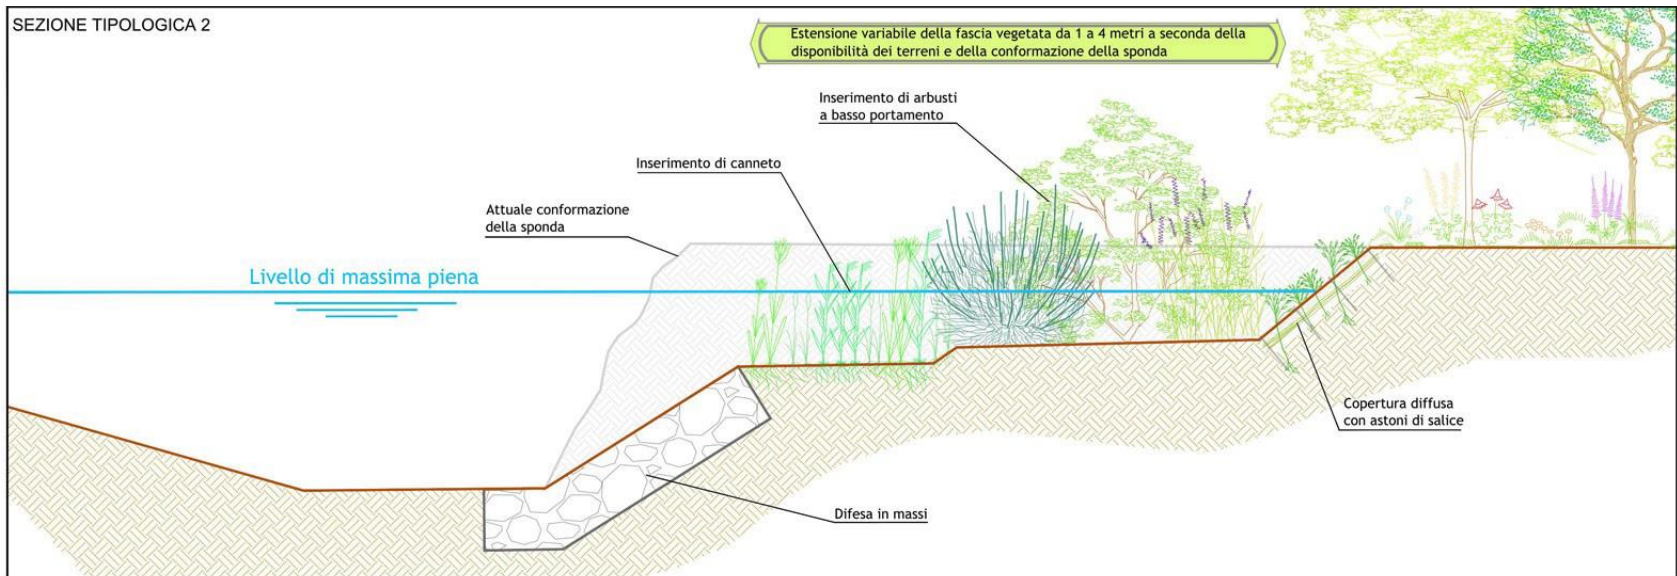 SEZIONE TIPOLOGICA 2
Estensione variabile della fascia vegetata da 1 a 4 metri a seconda della
disponibilità dei terreni e della conformazione della sponda
Inserimento di arbusti
a basso portamento
Inserimento di canneto
Attuale conformazione
della sponda
Livello di massima piena
Copertura diffusa
con astoni di salice
Difesa in massi